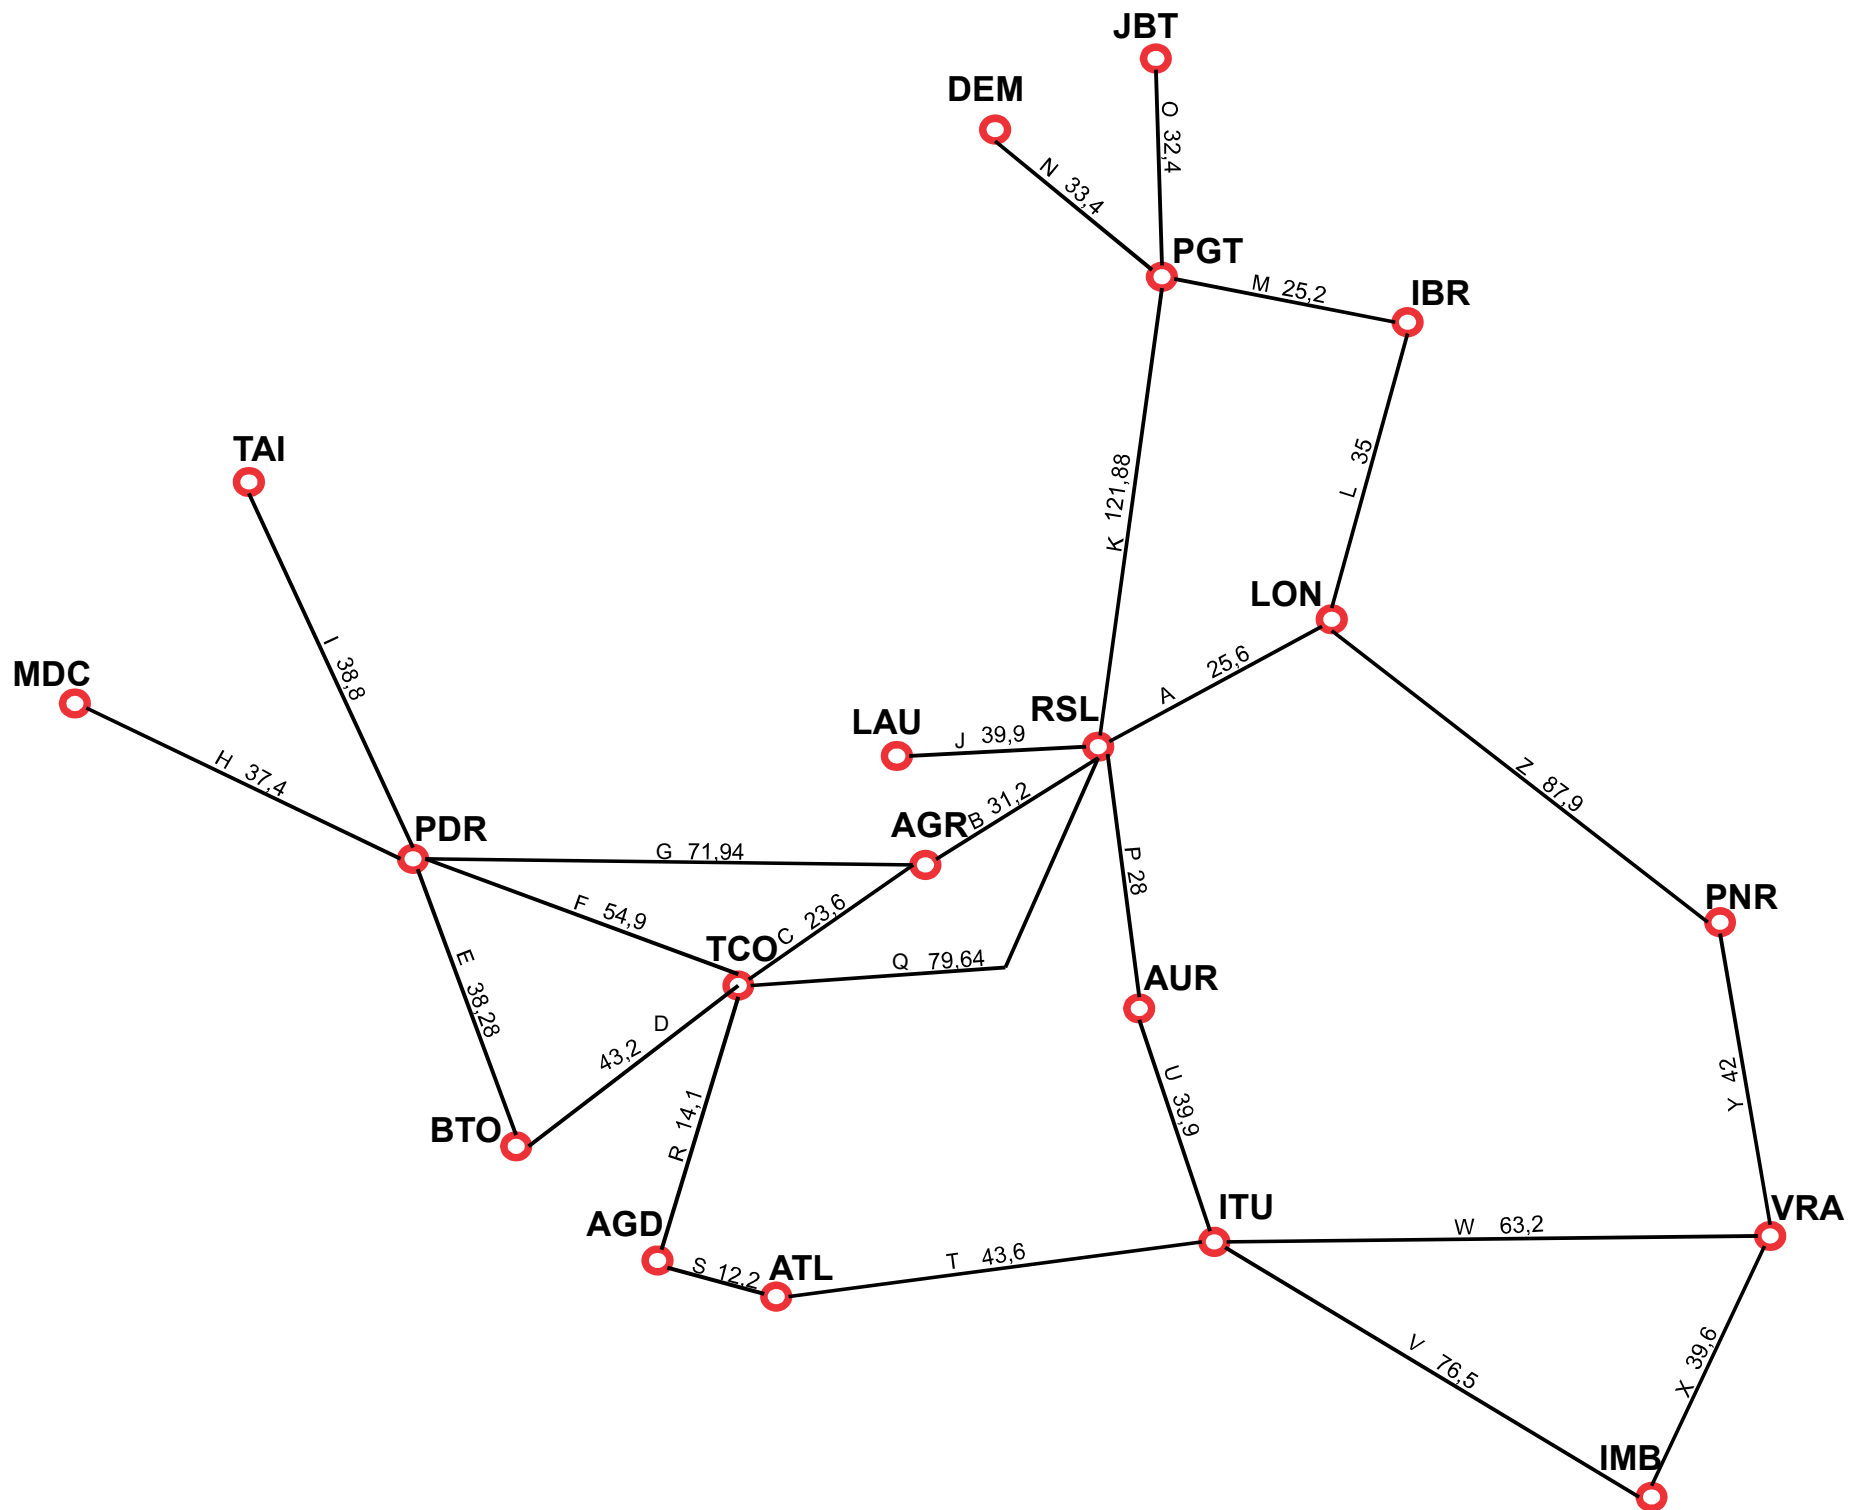 JBT
DEM
O 32,4
N 33,4
PGT
M 25,2
IBR
TAI
L 35
K 121,88
LON
I 38,8
MDC
A 25,6
RSL
LAU
J 39,9
H 37,4
Z 87,9
B 31,2
PDR
AGR
G 71,94
P 28
PNR
F 54,9
C 23,6
TCO
Q 79,64
E 38,28
AUR
D
43,2
Y 42
U 39,9
BTO
R 14,1
ITU
VRA
AGD
W 63,2
S 12,2
ATL
T 43,6
V 76,5
X 39,6
IMB